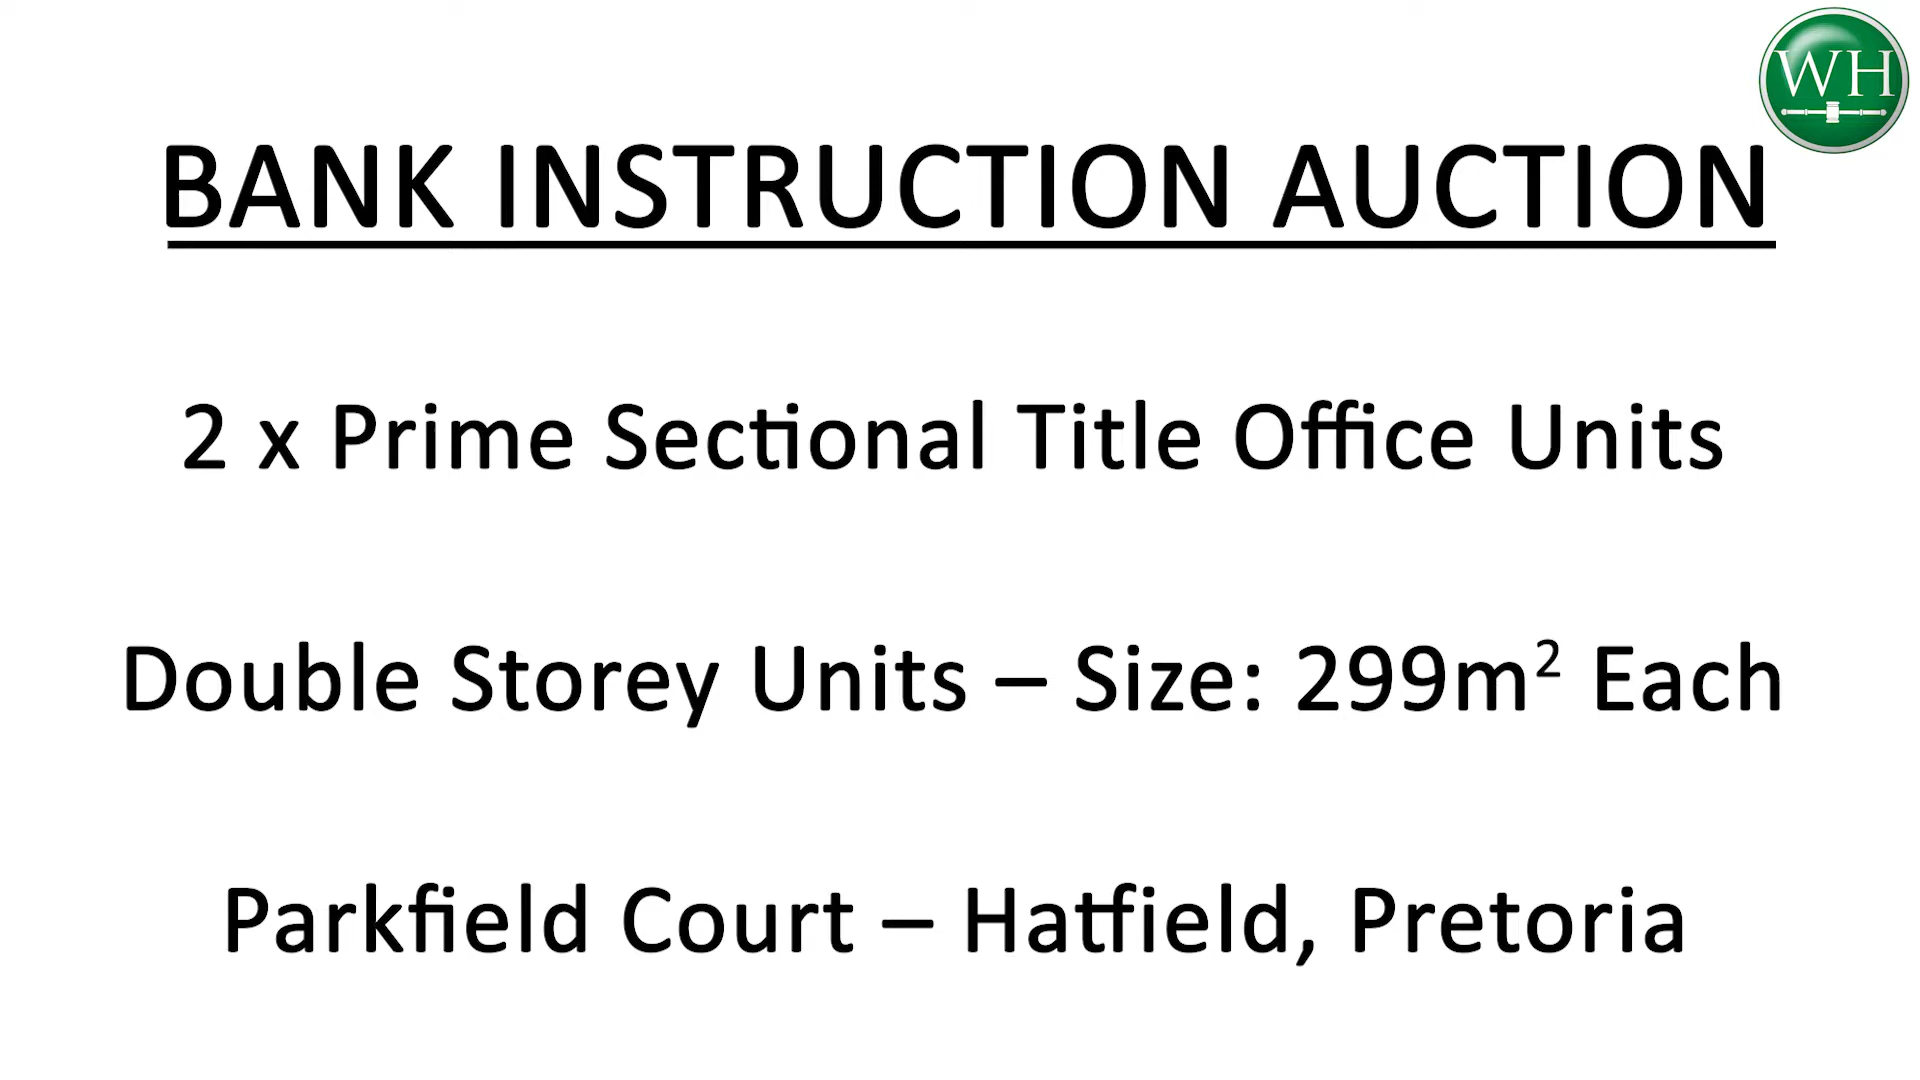 WH
BANK INSTRUCTION AUCTION
2 x Prime Sectional Title Office Units
Double Storey Units – Size: 299m² Each
Parkfield Court – Hatfield, Pretoria